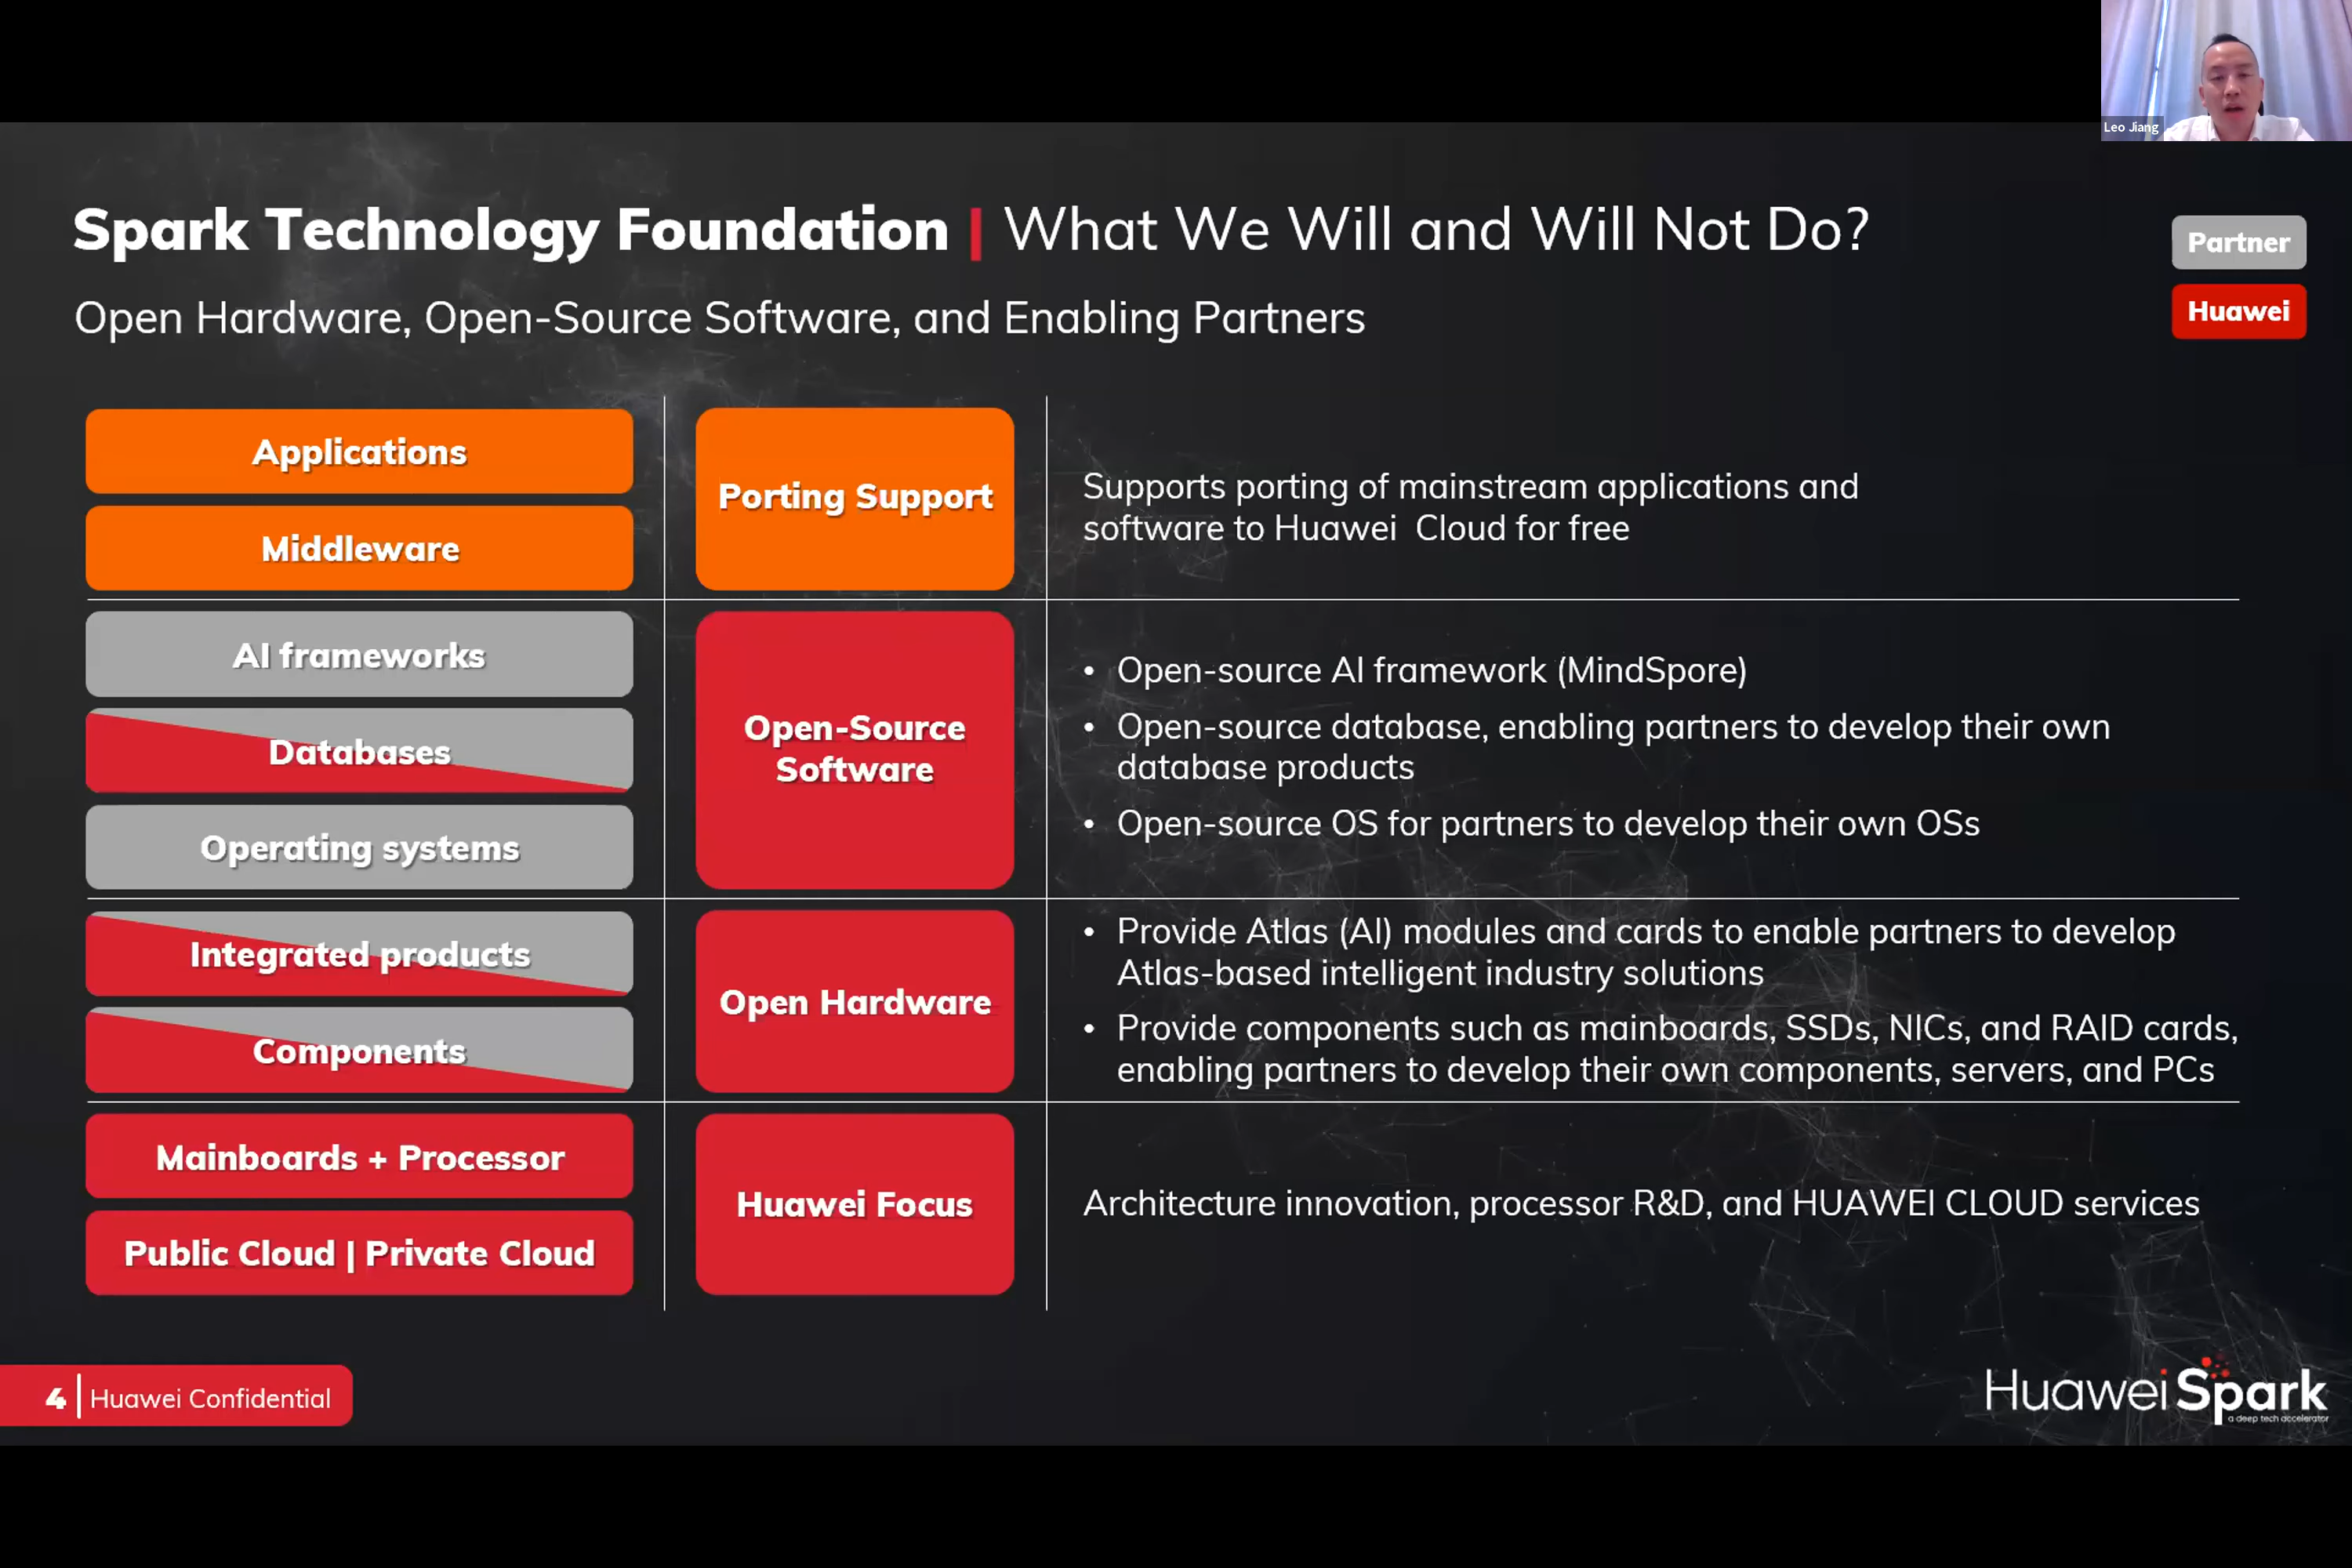 Leo Jiang
Spark Technology Foundation | What We Will and Will Not Do?
Partner
Open Hardware, Open-Source Software, and Enabling Partners
Huawei
Applications
Middleware
Porting Support
Supports porting of mainstream applications and
software to Huawei  Cloud for free
AI frameworks
Databases
Operating systems
Open-Source
Software
• Open-source AI framework (MindSpore)
• Open-source database, enabling partners to develop their own
database products
• Open-source OS for partners to develop their own OSs
Integrated products
Components
Open Hardware
• Provide Atlas (AI) modules and cards to enable partners to develop
Atlas-based intelligent industry solutions
• Provide components such as mainboards, SSDs, NICs, and RAID cards,
enabling partners to develop their own components, servers, and PCs
Mainboards + Processor
Public Cloud | Private Cloud
Huawei Focus
Architecture innovation, processor R&D, and HUAWEI CLOUD services
4 | Huawei Confidential
Huawei Spark
a deep tech accelerator